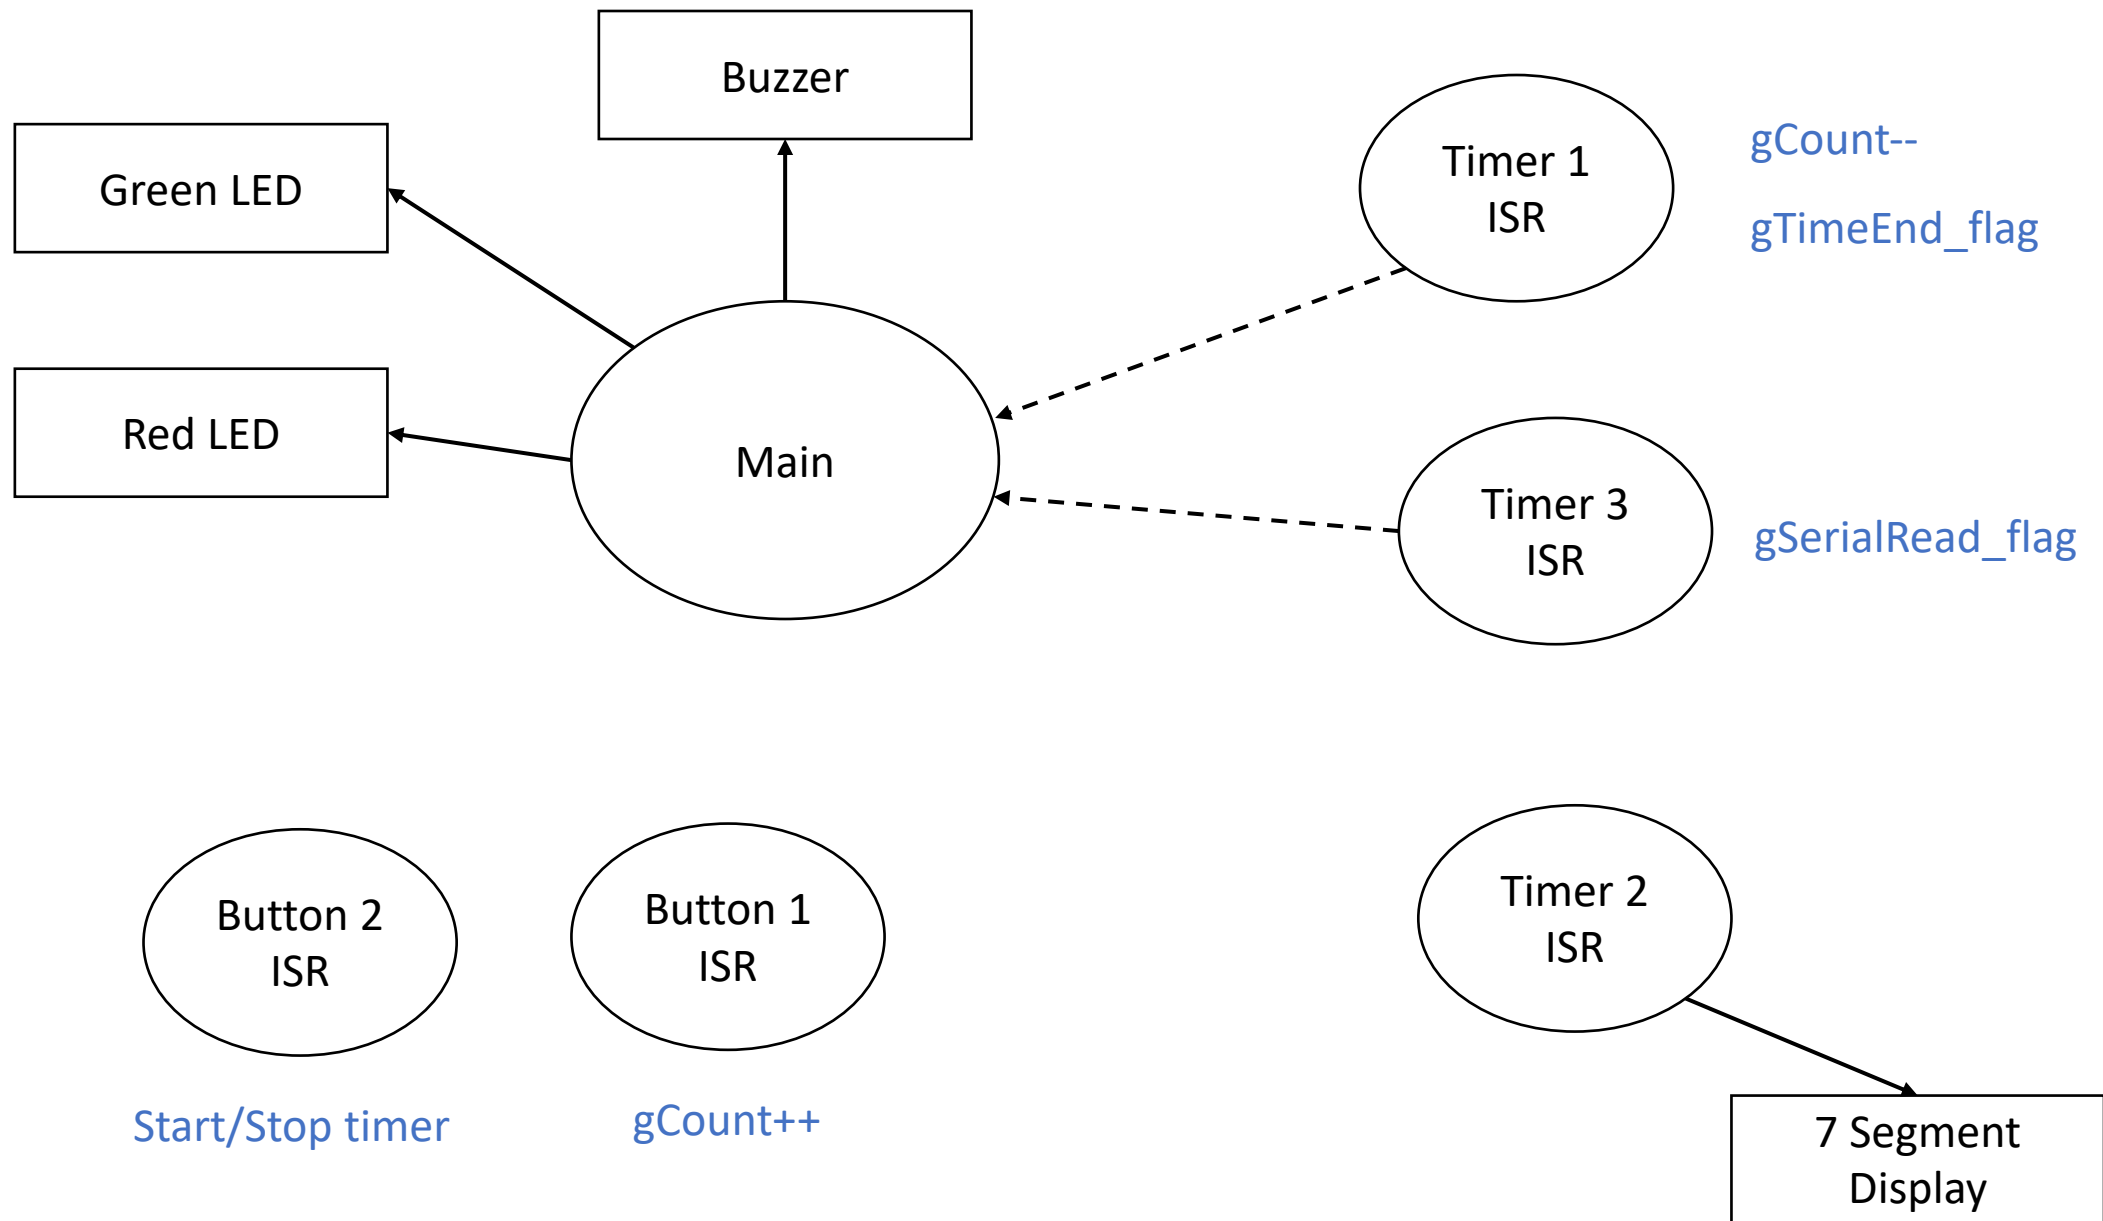 Buzzer
Green LED
Timer 1
ISR
gCount--
gTimeEnd_flag
Red LED
Main
Timer 3
ISR
gSerialRead_flag
Button 2
ISR
Button 1
ISR
Timer 2
ISR
Start/Stop timer
gCount++
7 Segment
Display